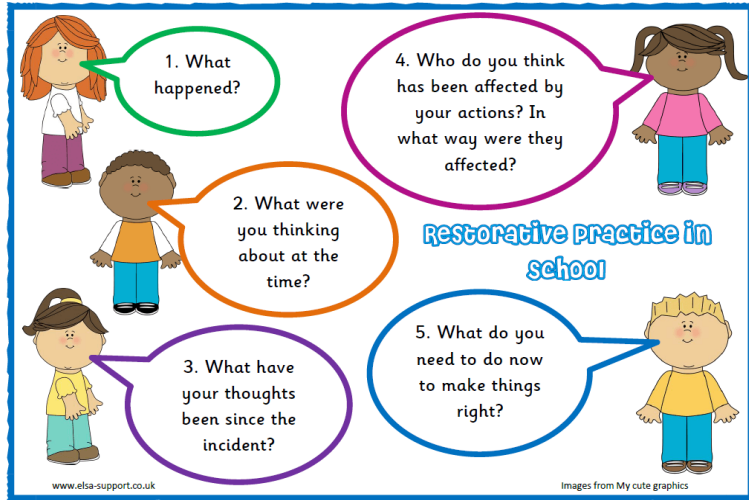 1. What
happened?
2. What were
you thinking
about at the
time?
3. What have
your thoughts
been since the
incident?
4. Who do you think
has been affected by
your actions? In
what way were they
affected?
Restorative Practice in
School
5. What do you
need to do now
to make things
right?
www.elsa-support.co.uk
Images from My cute graphics